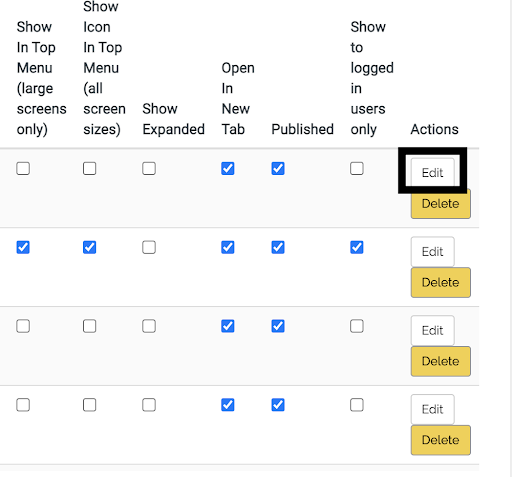 Show In Top Menu (large screens only)
Show Icon In Top Menu (all screen sizes)
Show Expanded
Open In New Tab
Published
Show to logged in users only
Actions
Edit
Delete
Edit
Delete
Edit
Delete
Edit
Delete